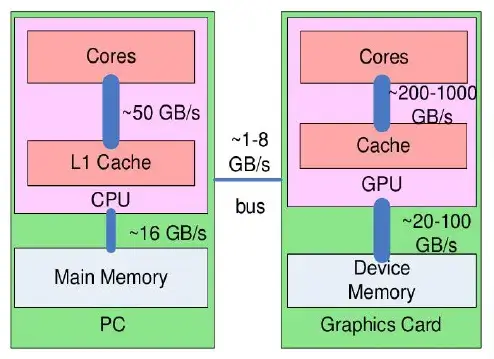 Cores
~50 GB/s
L1 Cache
CPU
~16 GB/s
Main Memory
PC
~1-8
GB/s
bus
Cores
~200-1000
GB/s
Cache
GPU
~20-100
GB/s
Device
Memory
Graphics Card